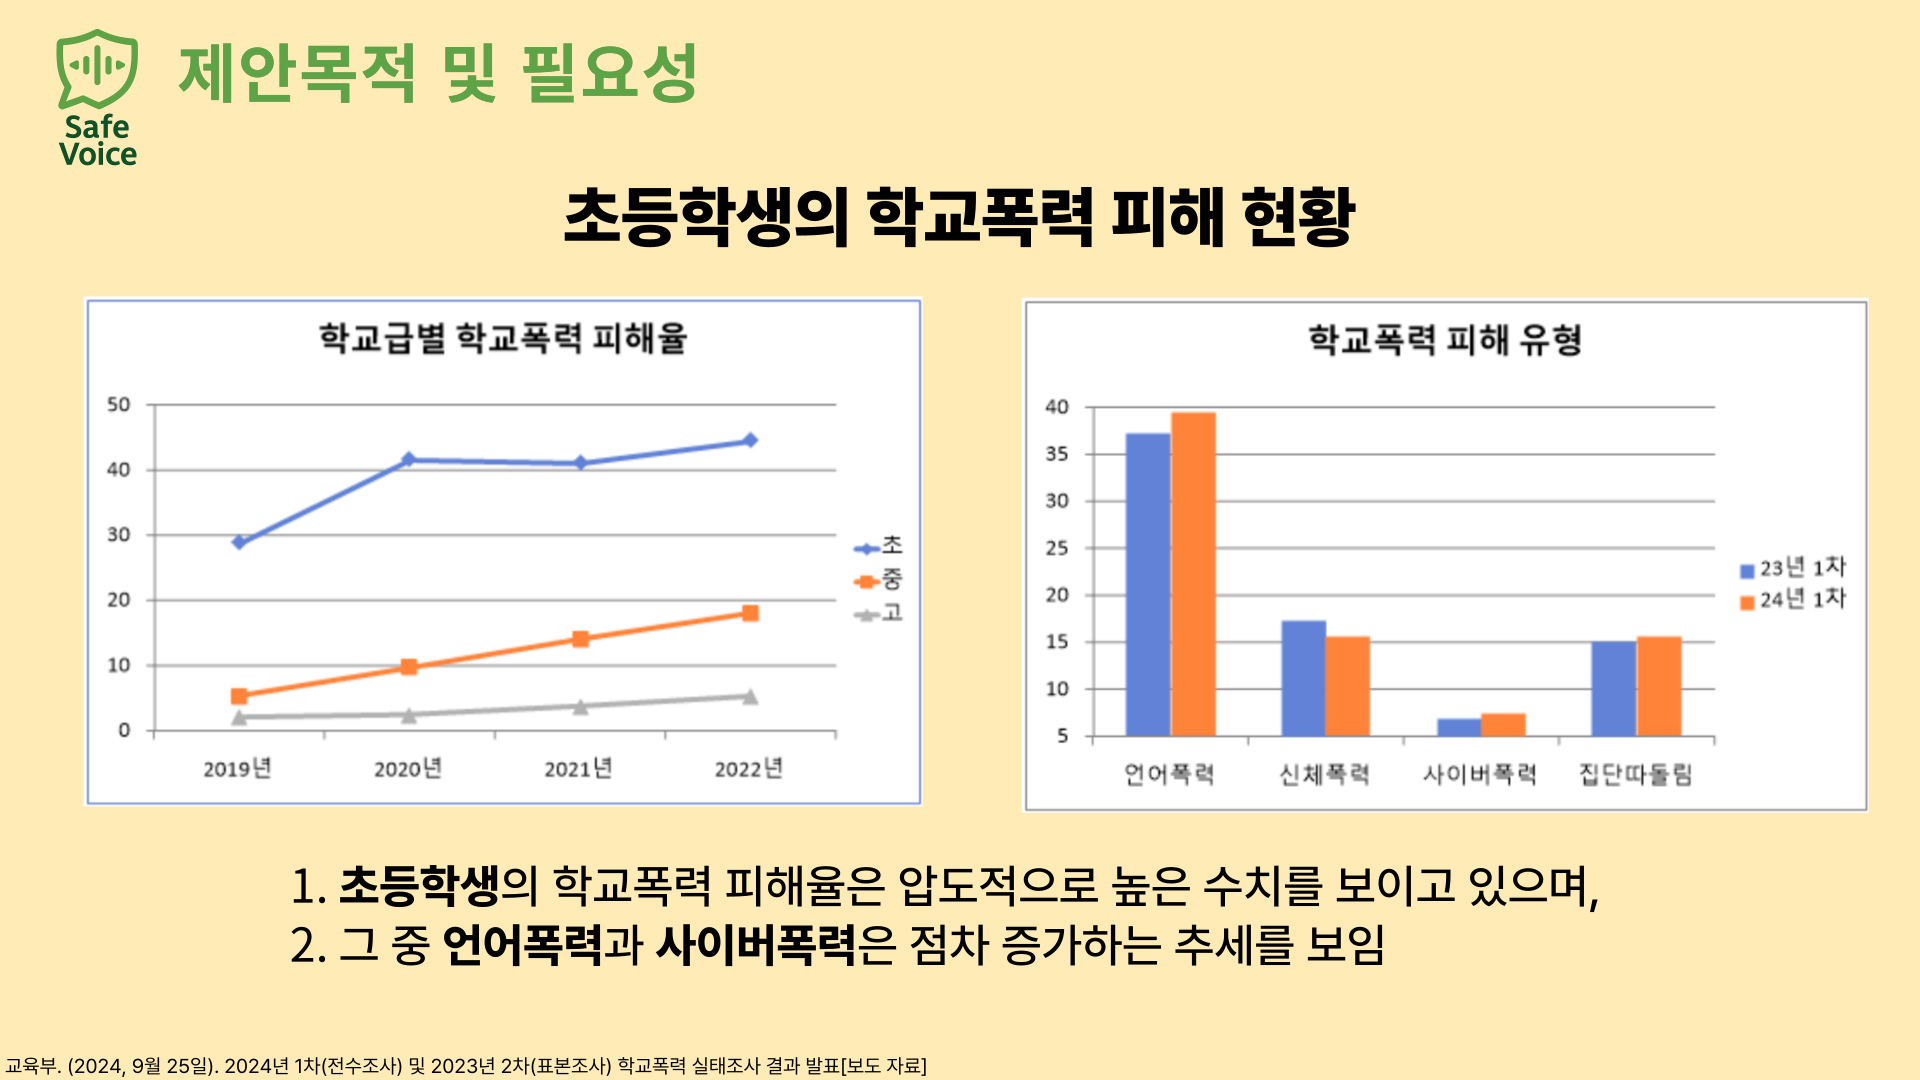 Safe
Voice
제안목적 및 필요성
초등학생의 학교폭력 피해 현황
학교급별 학교폭력 피해율
50
40
30
20
10
0
2019년
2020년
2021년
2022년
초
중
고
학교폭력 피해 유형
40
35
30
25
20
15
10
5
언어폭력
신체폭력
사이버폭력
집단따돌림
23년 1차
24년 1차
1. 초등학생의 학교폭력 피해율은 압도적으로 높은 수치를 보이고 있으며,
2. 그 중 언어폭력과 사이버폭력은 점차 증가하는 추세를 보임
교육부. (2024, 9월 25일). 2024년 1차(전수조사) 및 2023년 2차(표본조사) 학교폭력 실태조사 결과 발표[보도 자료]